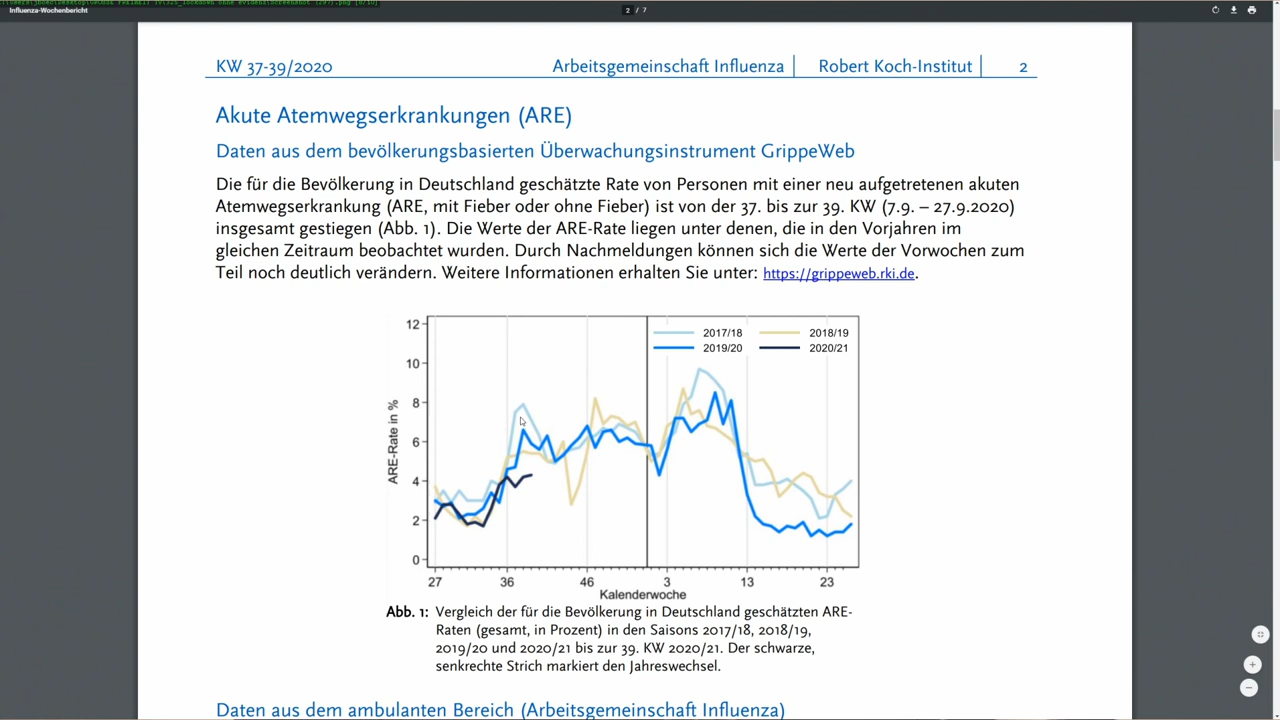 Influenza-Wochenbericht
2 / 7
KW 37-39/2020 Arbeitsgemeinschaft Influenza Robert Koch-Institut 2
Akute Atemwegserkrankungen (ARE)
Daten aus dem bevölkerungsbasierten Überwachungsinstrument GrippeWeb
Die für die Bevölkerung in Deutschland geschätzte Rate von Personen mit einer neu aufgetretenen akuten
Atemwegserkrankung (ARE, mit Fieber oder ohne Fieber) ist von der 37. bis zur 39. KW (7.9. – 27.9.2020)
insgesamt gestiegen (Abb. 1). Die Werte der ARE-Rate liegen unter denen, die in den Vorjahren im
gleichen Zeitraum beobachtet wurden. Durch Nachmeldungen können sich die Werte der Vorwochen zum
Teil noch deutlich verändern. Weitere Informationen erhalten Sie unter: https://grippeweb.rki.de.
2017/18 2018/19
2019/20 2020/21
ARE-Rate in %
12
10
8
6
4
2
0
27 36 46 3 13 23
Kalenderwoche
Abb. 1: Vergleich der für die Bevölkerung in Deutschland geschätzten ARE-
Raten (gesamt, in Prozent) in den Saisons 2017/18, 2018/19,
2019/20 und 2020/21 bis zur 39. KW 2020/21. Der schwarze,
senkrechte Strich markiert den Jahreswechsel.
Daten aus dem ambulanten Bereich (Arbeitsgemeinschaft Influenza)